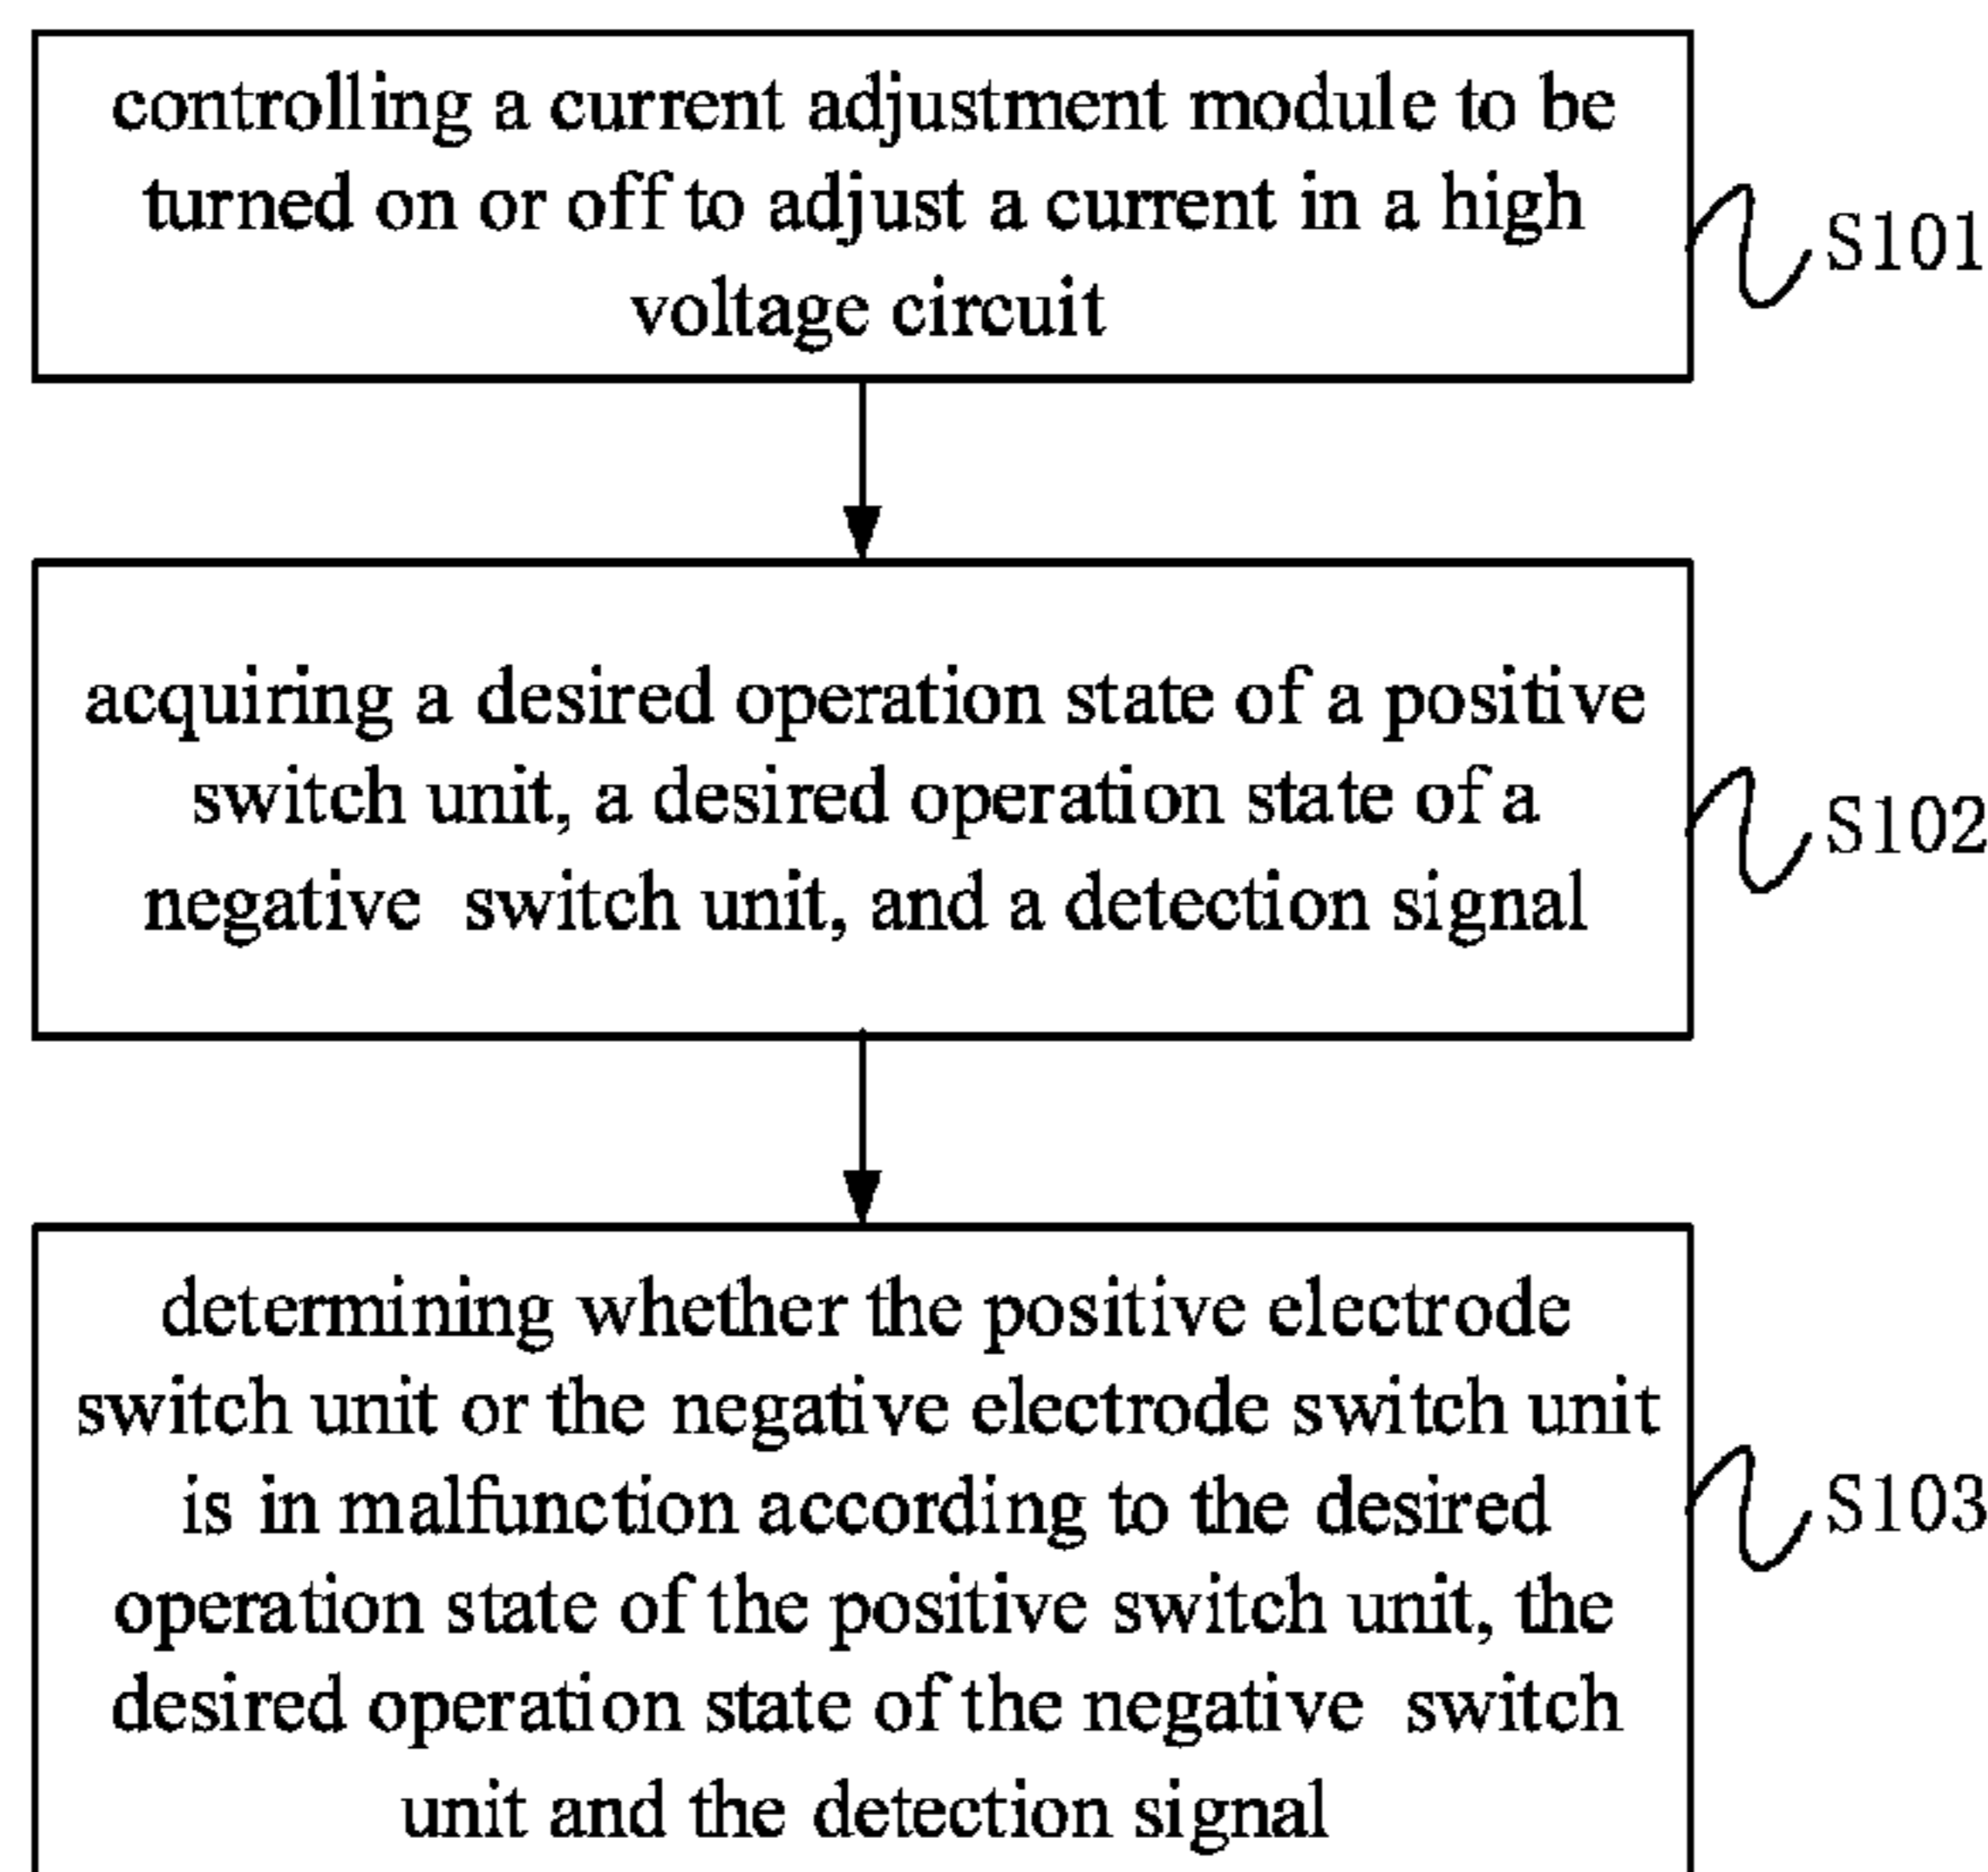 controlling a current adjustment module to be
turned on or off to adjust a current in a high
voltage circuit
S101
acquiring a desired operation state of a positive
switch unit, a desired operation state of a
negative switch unit, and a detection signal
S102
determining whether the positive electrode
switch unit or the negative electrode switch unit
is in malfunction according to the desired
operation state of the positive switch unit, the
desired operation state of the negative switch
unit and the detection signal
S103